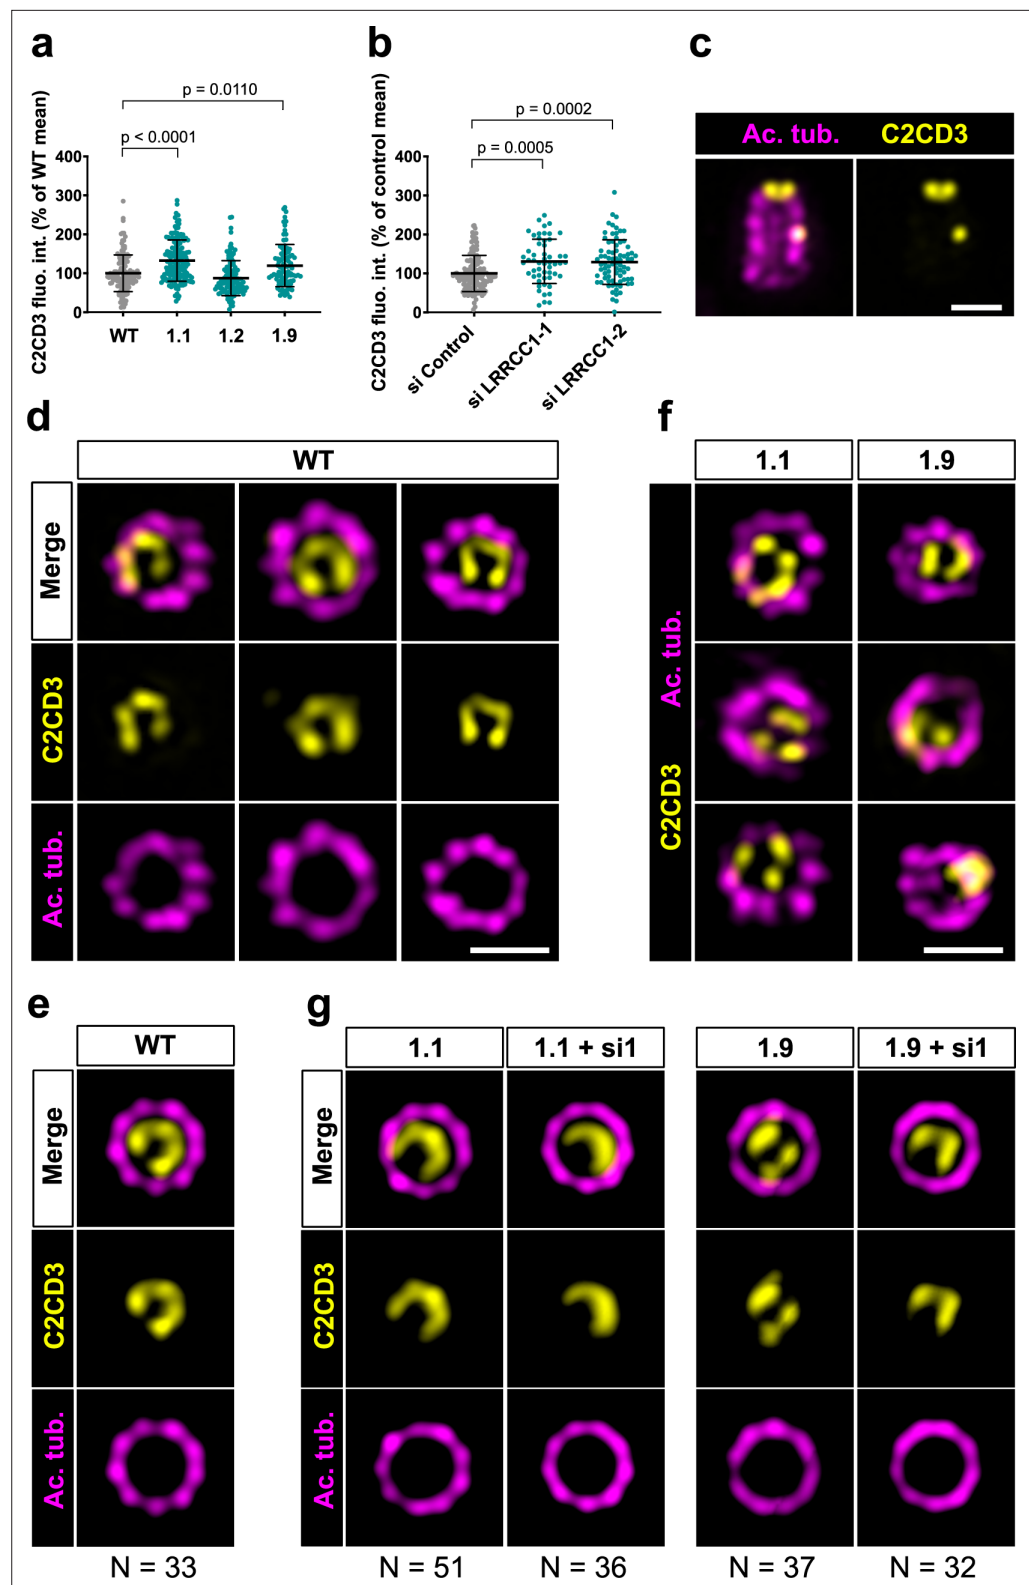 a
C2CD3 fluo. int. (% of WT mean)
p = 0.0110
p < 0.0001
400
300
200
100
0
WT 1.1 1.2 1.9
b
C2CD3 fluo. int. (% of control mean)
p = 0.0002
p = 0.0005
400
300
200
100
0
si Control
si LRRCC1-1
si LRRCC1-2
c
Ac. tub. C2CD3
d
WT
Merge
C2CD3
Ac. tub.
f
1.1 1.9
Ac. tub.
C2CD3
e
WT
Merge
C2CD3
Ac. tub.
N = 33
g
1.1 1.1 + si1 1.9 1.9 + si1
Merge
C2CD3
Ac. tub.
N = 51 N = 36 N = 37 N = 32